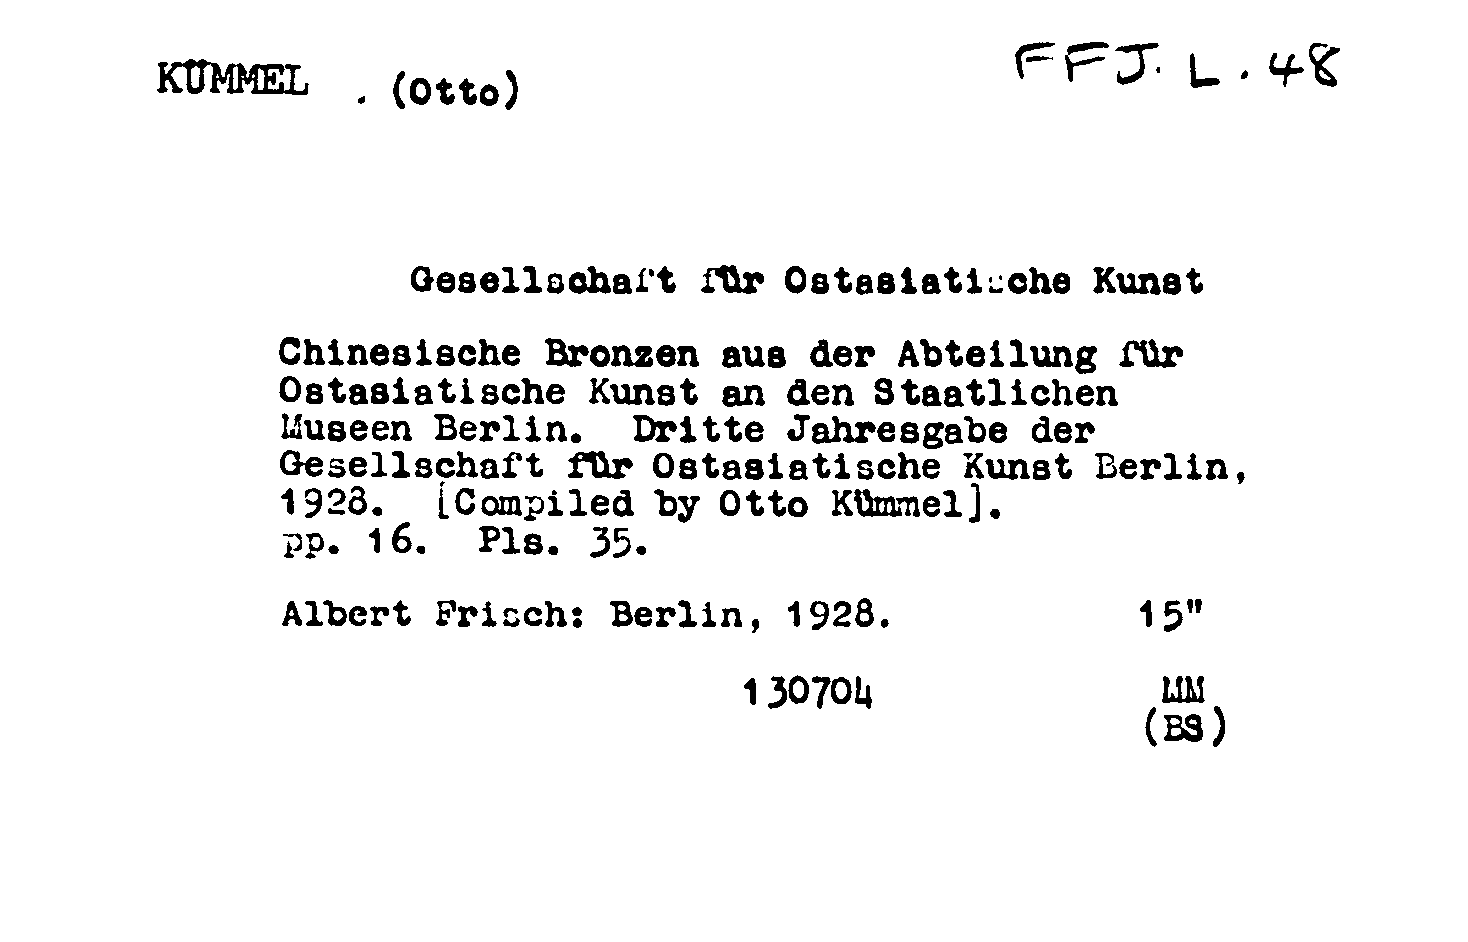 KÜMMEL . (Otto) FFJ. L. 48
Gesellschaft für Ostasiatische Kunst
Chinesische Bronzen aus der Abteilung für
Ostasiatische Kunst an den Staatlichen
Museen Berlin. Dritte Jahresgabe der
Gesellschaft für Ostasiatische Kunst Berlin,
1928. [Compiled by Otto Kümmel].
pp. 16. Pls. 35.
Albert Frisch: Berlin, 1928. 15"
130704 MM
(BS)